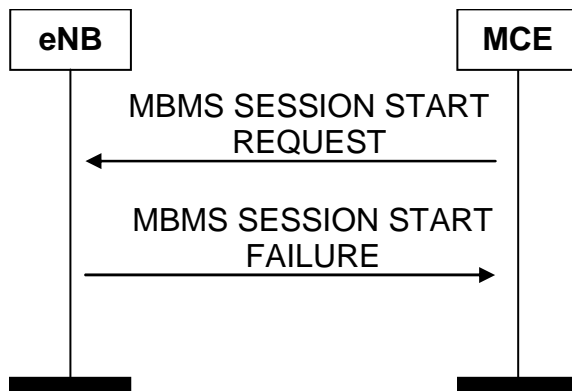 eNB
MCE
MBMS SESSION START
REQUEST
MBMS SESSION START
FAILURE